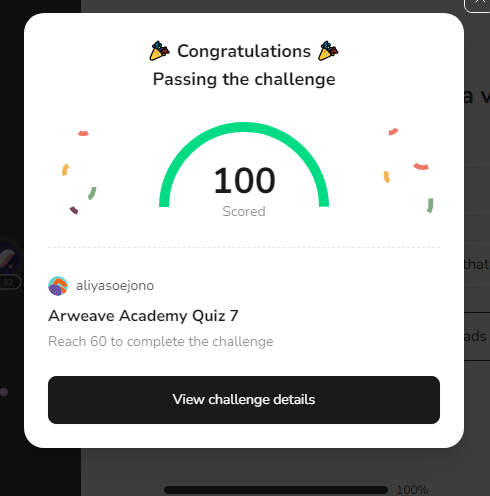 Congratulations
Passing the challenge
100
Scored
aliyasoejono
Arweave Academy Quiz 7
Reach 60 to complete the challenge
View challenge details
a
that
12
ads
100%